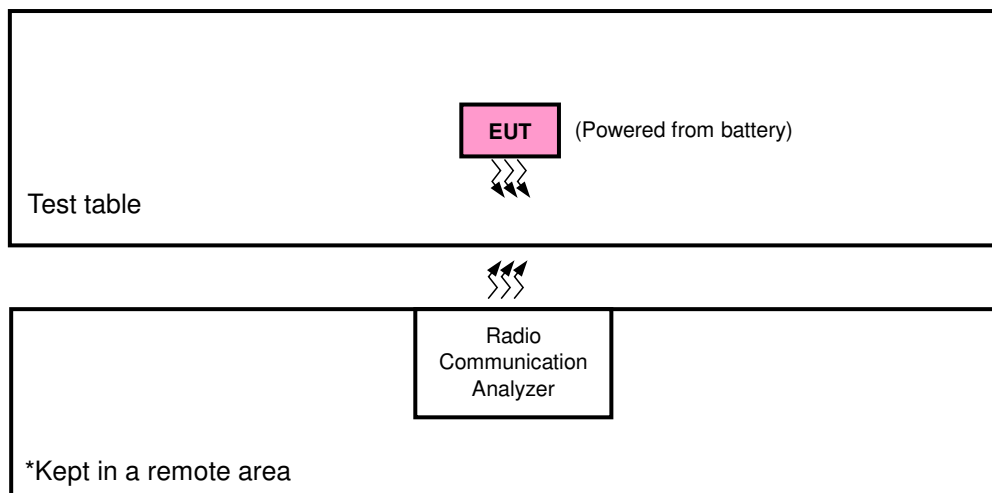 EUT
(Powered from battery)
Test table
Radio
Communication
Analyzer
*Kept in a remote area